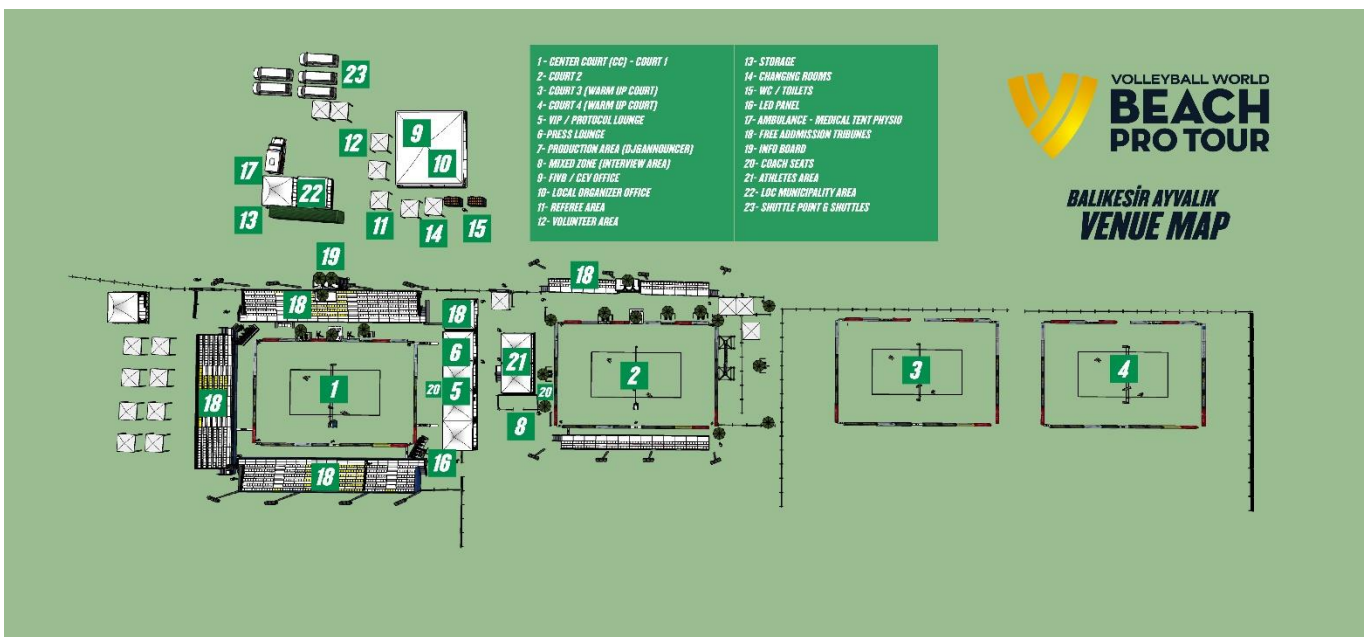 1- CENTER COURT (CC) - COURT 1
2- COURT 2
3- COURT 3 (WARM UP COURT)
4- COURT 4 (WARM UP COURT)
5- VIP / PROTOCOL LOUNGE
6-PRESS LOUNGE
7- PRODUCTION AREA (DJ&ANNOUNCER)
8- MIXED ZONE (INTERVIEW AREA)
9- FIVB / CEV OFFICE
10- LOCAL ORGANIZER OFFICE
11- REFEREE AREA
12- VOLUNTEER AREA
13- STORAGE
14- CHANGING ROOMS
15- WC / TOILETS
16- LED PANEL
17- AMBULANCE - MEDICAL TENT PHYSIO
18- FREE ADDMISSION TRIBUNES
19- INFO BOARD
20- COACH SEATS
21- ATHLETES AREA
22- LOC MUNICIPALITY AREA
23- SHUTTLE POINT & SHUTTLES
VOLLEYBALL WORLD
BEACH
PRO TOUR
BALIKESİR AYVALIK
VENUE MAP
23
12
9
10
17
22
13
11
14
15
19
18
18
18
6
21
1
20
5
20
2
3
4
18
8
16
18